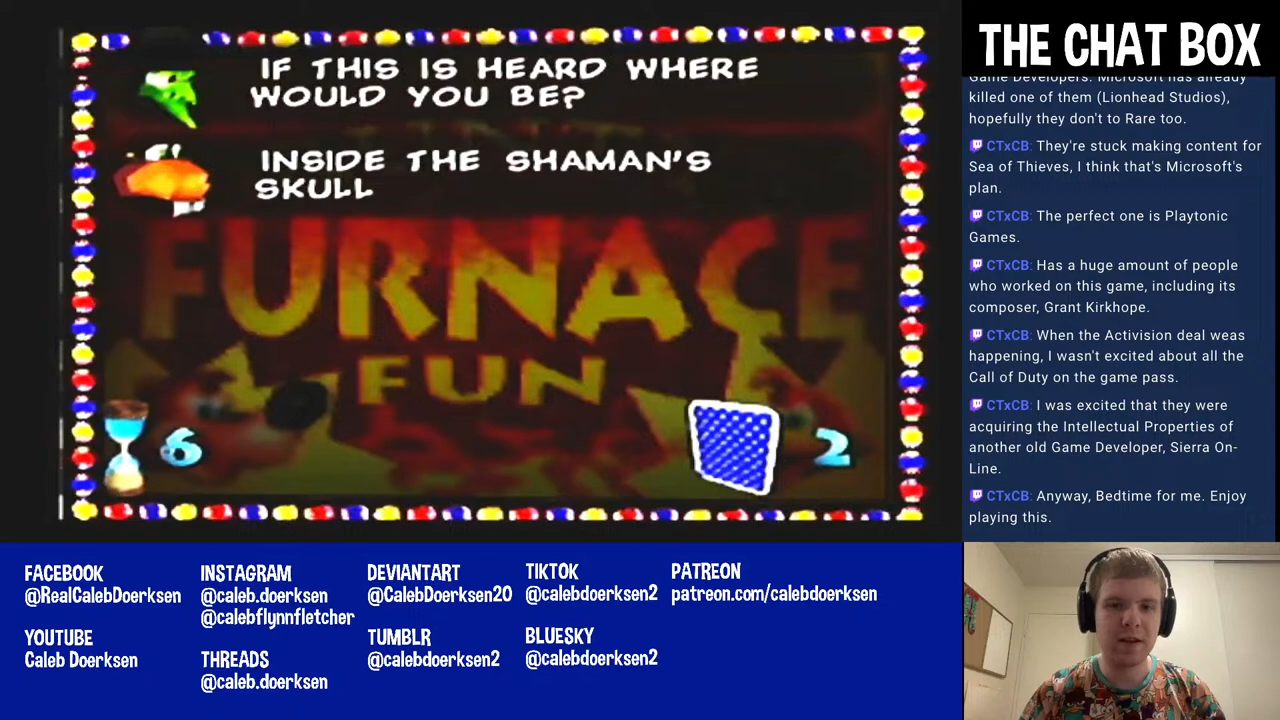 IF THIS IS HEARD WHERE
WOULD YOU BE?
INSIDE THE SHAMAN'S
SKULL
FURNACE
FUN
6
2
THE CHAT BOX
Game Developers. Microsoft has already
killed one of them (Lionhead Studios),
hopefully they don't to Rare too.
CTxCB: They're stuck making content for
Sea of Thieves, I think that's Microsoft's
plan.
CTxCB: The perfect one is Playtonic
Games.
CTxCB: Has a huge amount of people
who worked on this game, including its
composer, Grant Kirkhope.
CTxCB: When the Activision deal weas
happening, I wasn't excited about all the
Call of Duty on the game pass.
CTxCB: I was excited that they were
acquiring the Intellectual Properties of
another old Game Developer, Sierra On-
Line.
CTxCB: Anyway, Bedtime for me. Enjoy
playing this.
FACEBOOK
@RealCalebDoerksen
YOUTUBE
Caleb Doerksen
INSTAGRAM
@caleb.doerksen
@calebflynnfletcher
THREADS
@caleb.doerksen
DEVIANTART
@CalebDoerksen20
TUMBLR
@calebdoerksen2
TIKTOK
@calebdoerksen2
BLUESKY
@calebdoerksen2
PATREON
patreon.com/calebdoerksen